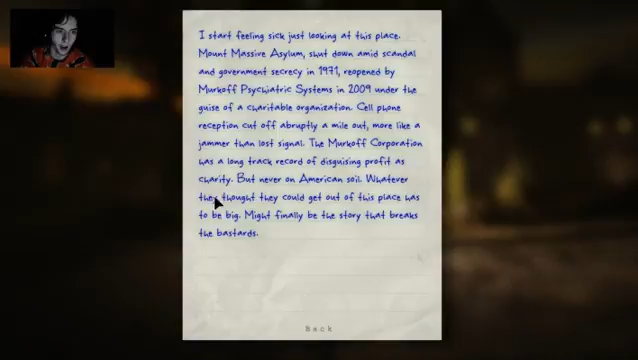 I start feeling sick just looking at this place.
Mount Massive Asylum, shut down amid scandal
and government secrecy in 1971, reopened by
Murkoff Psychiatric Systems in 2009 under the
guise of a charitable organization. Cell phone
reception cut off abruptly a mile out, more like a
jammer than lost signal. The Murkoff Corporation
has a long track record of disguising profit as
charity. But never on American soil. Whatever
they thought they could get out of this place has
to be big. Might finally be the story that breaks
the bastards.
Back